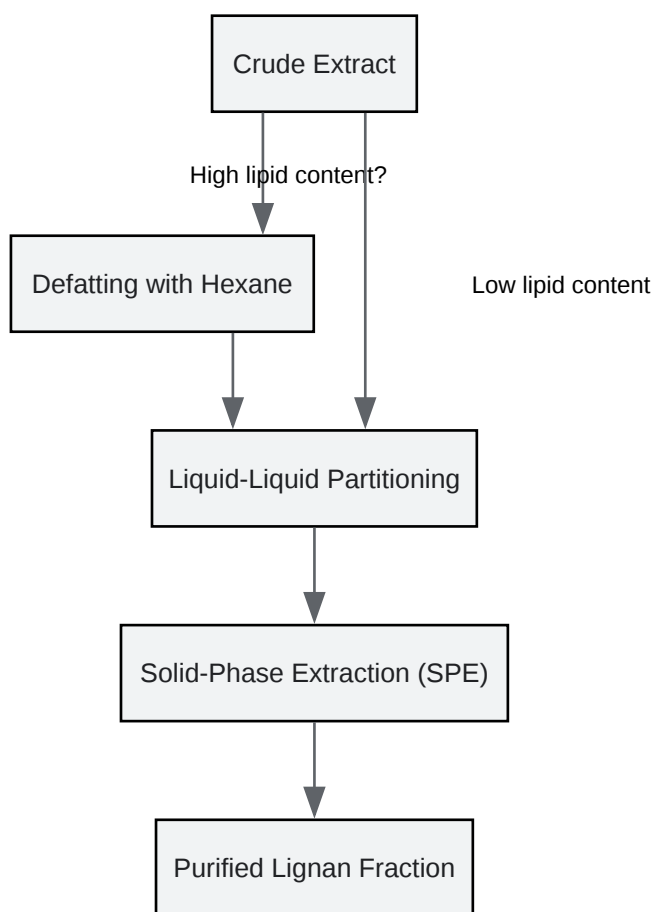 Crude Extract
High lipid content?
Defatting with Hexane
Low lipid content
Liquid-Liquid Partitioning
Solid-Phase Extraction (SPE)
Purified Lignan Fraction